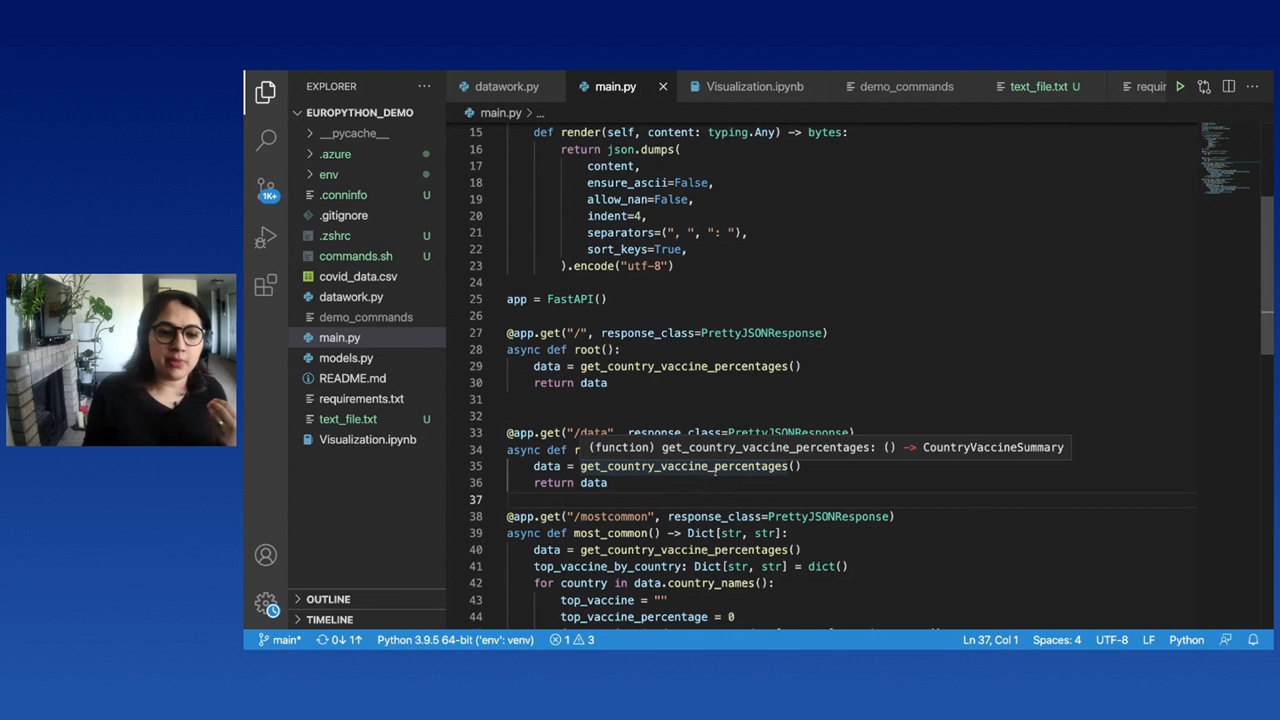 EXPLORER
EUROPYTHON_DEMO
__pycache__
.azure
env
.conninfo U
.gitignore
.zshrc U
commands.sh U
covid_data.csv
datawork.py
demo_commands
main.py
models.py
README.md
requirements.txt
text_file.txt U
Visualization.ipynb
OUTLINE
TIMELINE
1K+
datawork.py main.py Visualization.ipynb demo_commands text_file.txt U requir
main.py > ...
15 def render(self, content: typing.Any) -> bytes:
16 return json.dumps(
17 content,
18 ensure_ascii=False,
19 allow_nan=False,
20 indent=4,
21 separators=(", ", ": "),
22 sort_keys=True,
23 ).encode("utf-8")
24
25 app = FastAPI()
26
27 @app.get("/", response_class=PrettyJSONResponse)
28 async def root():
29 data = get_country_vaccine_percentages()
30 return data
31
32
33 @app.get("/data", response_class=PrettyJSONResponse)
(function) get_country_vaccine_percentages: () -> CountryVaccineSummary
34 async def r
35 data = get_country_vaccine_percentages()
36 return data
37
38 @app.get("/mostcommon", response_class=PrettyJSONResponse)
39 async def most_common() -> Dict[str, str]:
40 data = get_country_vaccine_percentages()
41 top_vaccine_by_country: Dict[str, str] = dict()
42 for country in data.country_names():
43 top_vaccine = ""
44 top_vaccine_percentage = 0
main* 0↓ 1↑ Python 3.9.5 64-bit ('env': venv) 1 3 Ln 37, Col 1 Spaces: 4 UTF-8 LF Python